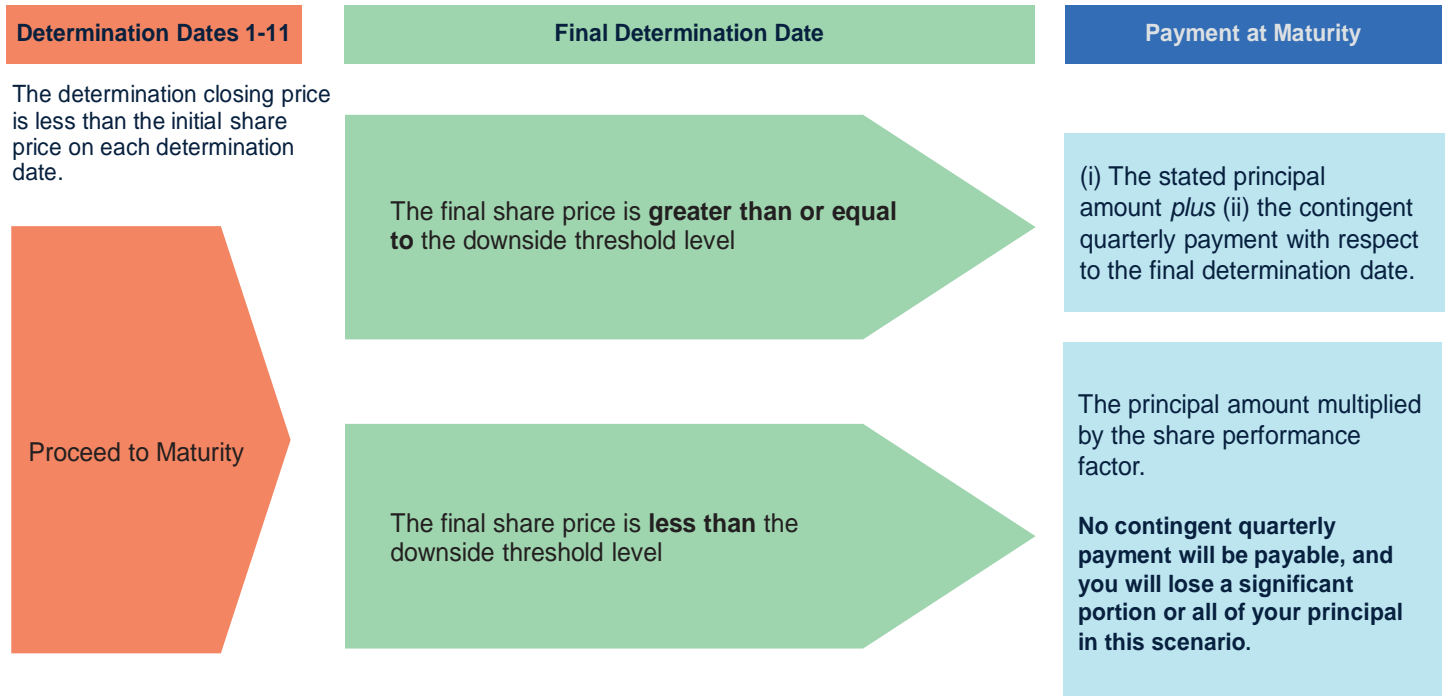 Determination Dates 1-11
Final Determination Date
Payment at Maturity
The determination closing price
is less than the initial share
price on each determination
date.
Proceed to Maturity
The final share price is greater than or equal
to the downside threshold level
(i) The stated principal
amount plus (ii) the contingent
quarterly payment with respect
to the final determination date.
The final share price is less than the
downside threshold level
The principal amount multiplied
by the share performance
factor.
No contingent quarterly
payment will be payable, and
you will lose a significant
portion or all of your principal
in this scenario.